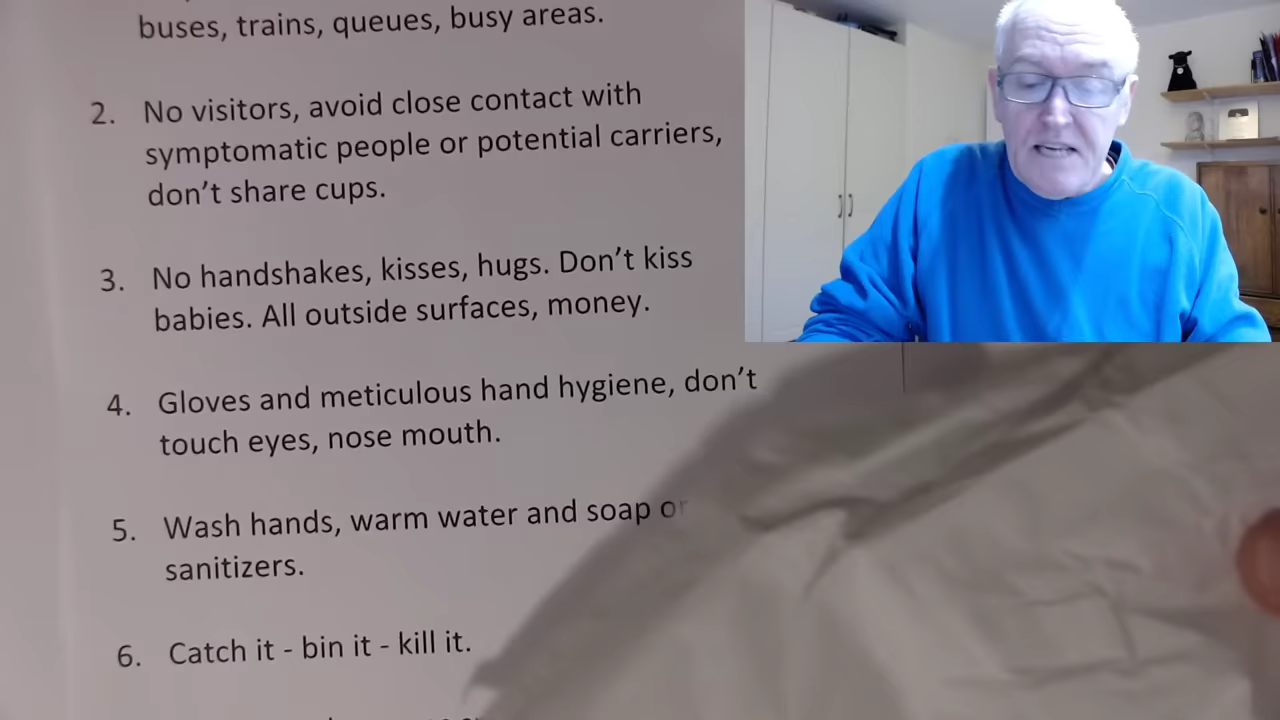 buses, trains, queues, busy areas.
2. No visitors, avoid close contact with
symptomatic people or potential carriers,
don't share cups.
3. No handshakes, kisses, hugs. Don't kiss
babies. All outside surfaces, money.
4. Gloves and meticulous hand hygiene, don't
touch eyes, nose mouth.
5. Wash hands, warm water and soap or
sanitizers.
6. Catch it - bin it - kill it.